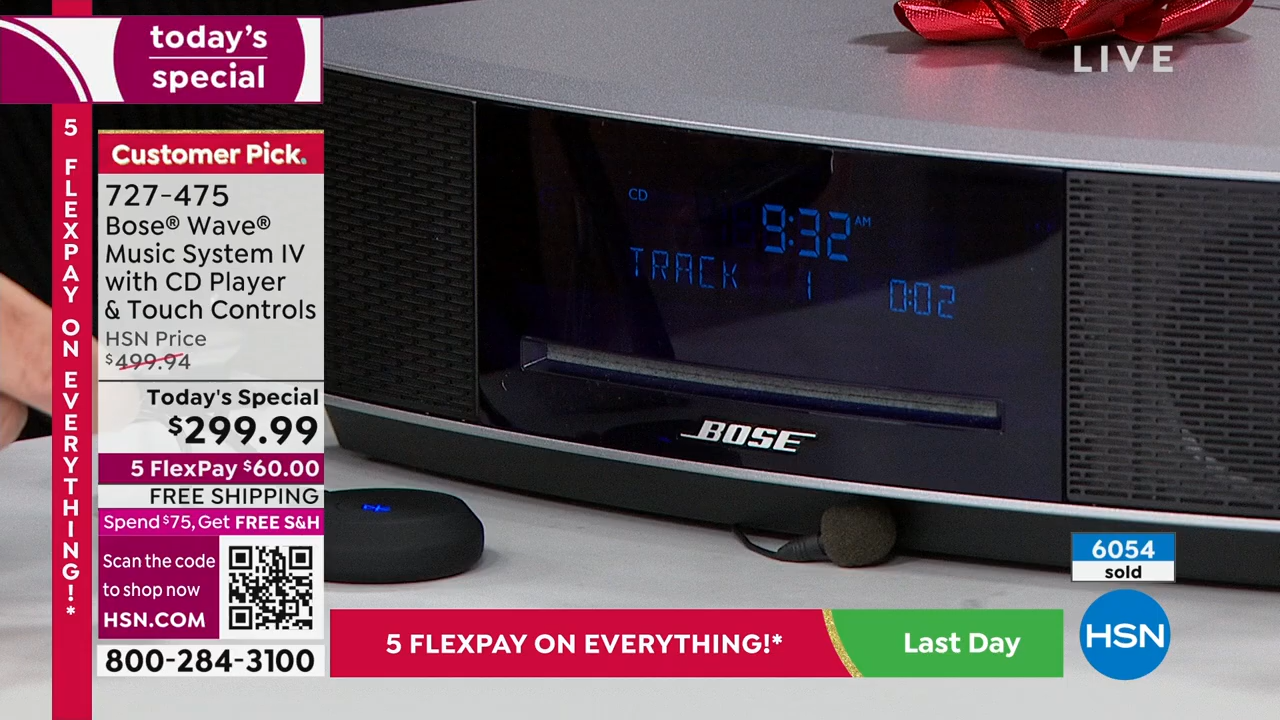 today's
special
LIVE
5 FLEXPAY ON EVERYTHING!*
Customer Pick.
727-475
Bose® Wave®
Music System IV
with CD Player
& Touch Controls
HSN Price
$499.94
Today's Special
$299.99
5 FlexPay $60.00
FREE SHIPPING
Spend $75, Get FREE S&H
Scan the code
to shop now
HSN.COM
800-284-3100
CD
9:32 AM
TRACK 1 0:02
BOSE
6054
sold
5 FLEXPAY ON EVERYTHING!*
Last Day
HSN